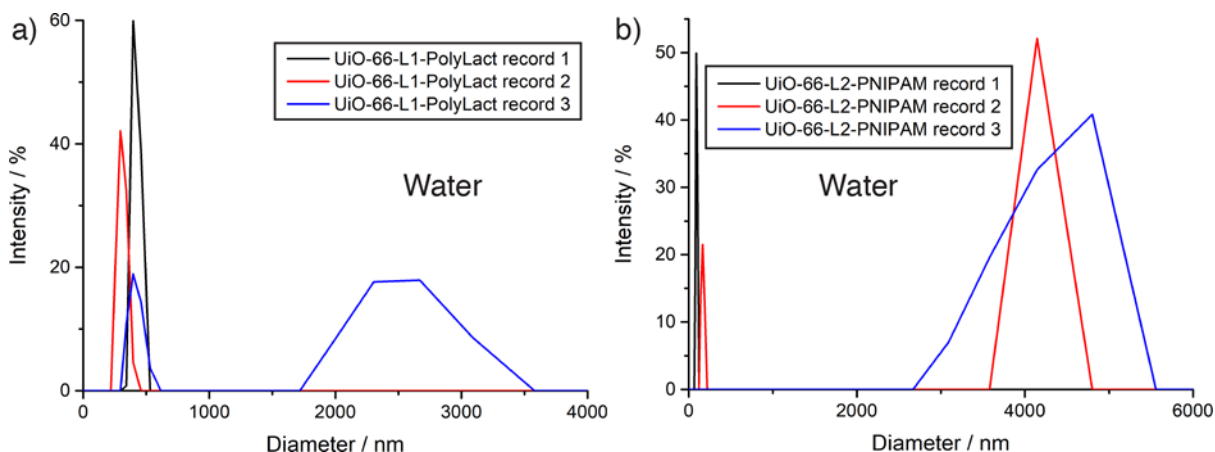 a)
60
40
20
0
Intensity / %
UiO-66-L1-PolyLact record 1
UiO-66-L1-PolyLact record 2
UiO-66-L1-PolyLact record 3
Water
0 1000 2000 3000 4000
Diameter / nm
b)
50
40
30
20
10
0
Intensity / %
UiO-66-L2-PNIPAM record 1
UiO-66-L2-PNIPAM record 2
UiO-66-L2-PNIPAM record 3
Water
0 2000 4000 6000
Diameter / nm